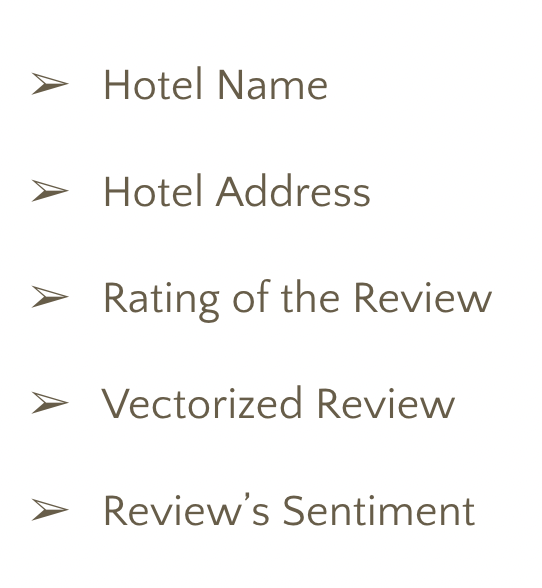 ➢ Hotel Name
➢ Hotel Address
➢ Rating of the Review
➢ Vectorized Review
➢ Review’s Sentiment